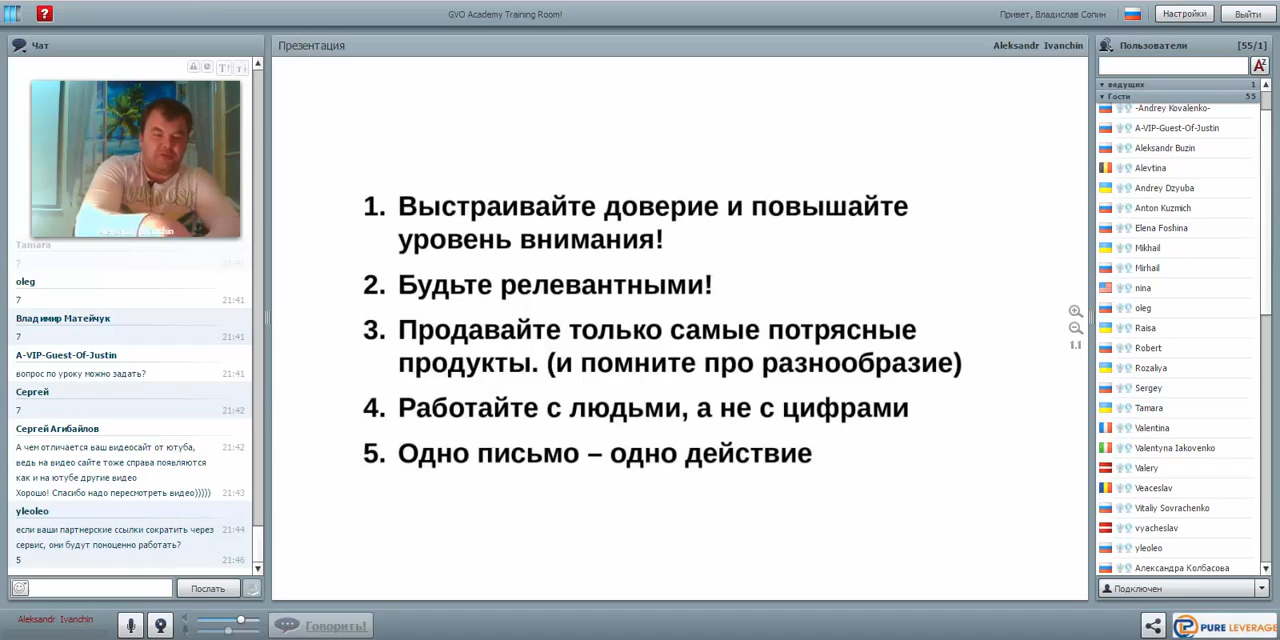 GVO Academy Training Room!
Привет, Владислав Сопин
Настройки
Выйти
Чат
Tamara
7
oleg
7 21:41
Владимир Матейчук
7 21:41
A-VIP-Guest-Of-Justin
вопрос по уроку можно задать? 21:41
Сергей
7 21:42
Сергей Агибайлов
А чем отличается ваш видеосайт от ютуба, 21:42
ведь на видео сайте тоже справа появляются
как и на ютубе другие видео
Хорошо! Спасибо надо пересмотреть видео))))) 21:43
yleoleo
если ваши партнерские ссылки сократить через 21:44
сервис, они будут поноценно работать?
5 21:46
Послать
Презентация
Aleksandr Ivanchin
1. Выстраивайте доверие и повышайте
уровень внимания!
2. Будьте релевантными!
3. Продавайте только самые потрясные
продукты. (и помните про разнообразие)
4. Работайте с людьми, а не с цифрами
5. Одно письмо – одно действие
1:1
Пользователи [55/1]
ведущих 1
Гости 55
-Andrey Kovalenko-
A-VIP-Guest-Of-Justin
Aleksandr Buzin
Alevtina
Andrey Dzyuba
Anton Kuzmich
Elena Foshina
Mikhail
Mirhail
nina
oleg
Raisa
Robert
Rozaliya
Sergey
Tamara
Valentina
Valentyna Iakovenko
Valery
Veaceslav
Vitaliy Sovrachenko
vyacheslav
yleoleo
Александра Колбасова
Подключен
Aleksandr Ivanchin
Говорить!
PURE LEVERAGE